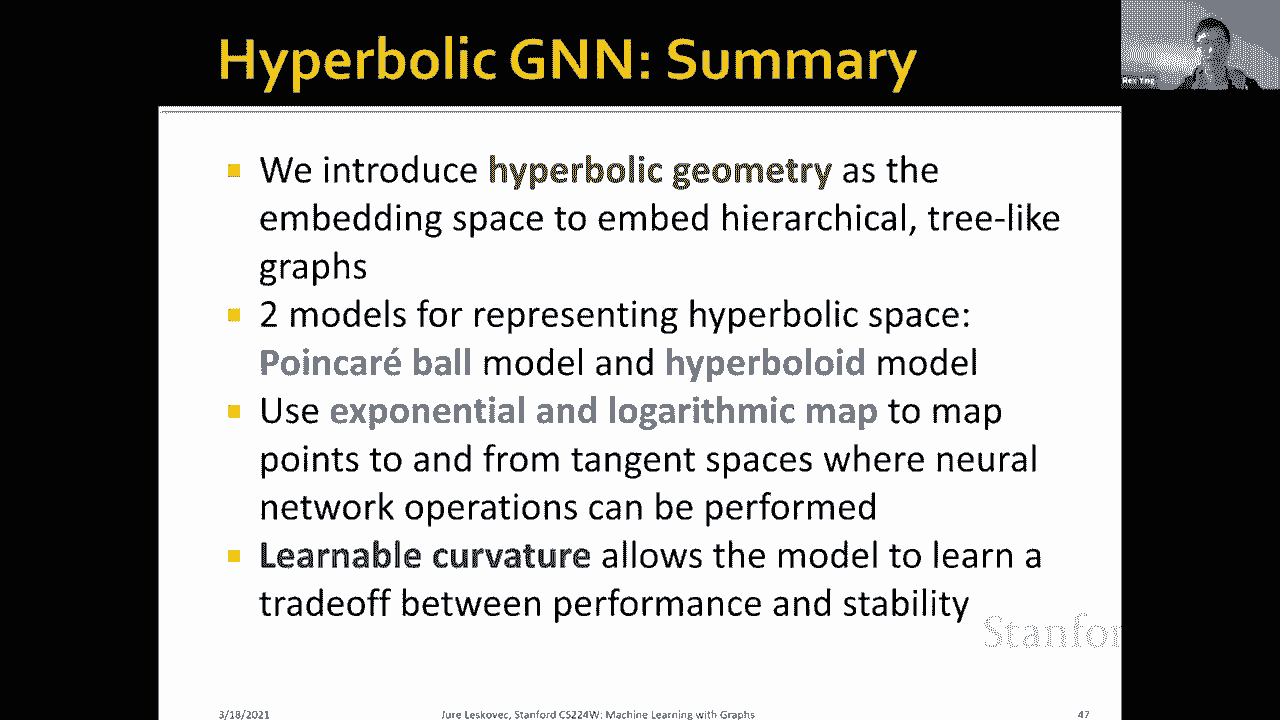 Hyperbolic GNN: Summary
Rex Ying
We introduce hyperbolic geometry as the
embedding space to embed hierarchical, tree-like
graphs
2 models for representing hyperbolic space:
Poincaré ball model and hyperboloid model
Use exponential and logarithmic map to map
points to and from tangent spaces where neural
network operations can be performed
Learnable curvature allows the model to learn a
tradeoff between performance and stability
Stanfor
3/18/2021
Jure Leskovec, Stanford CS224W: Machine Learning with Graphs
47